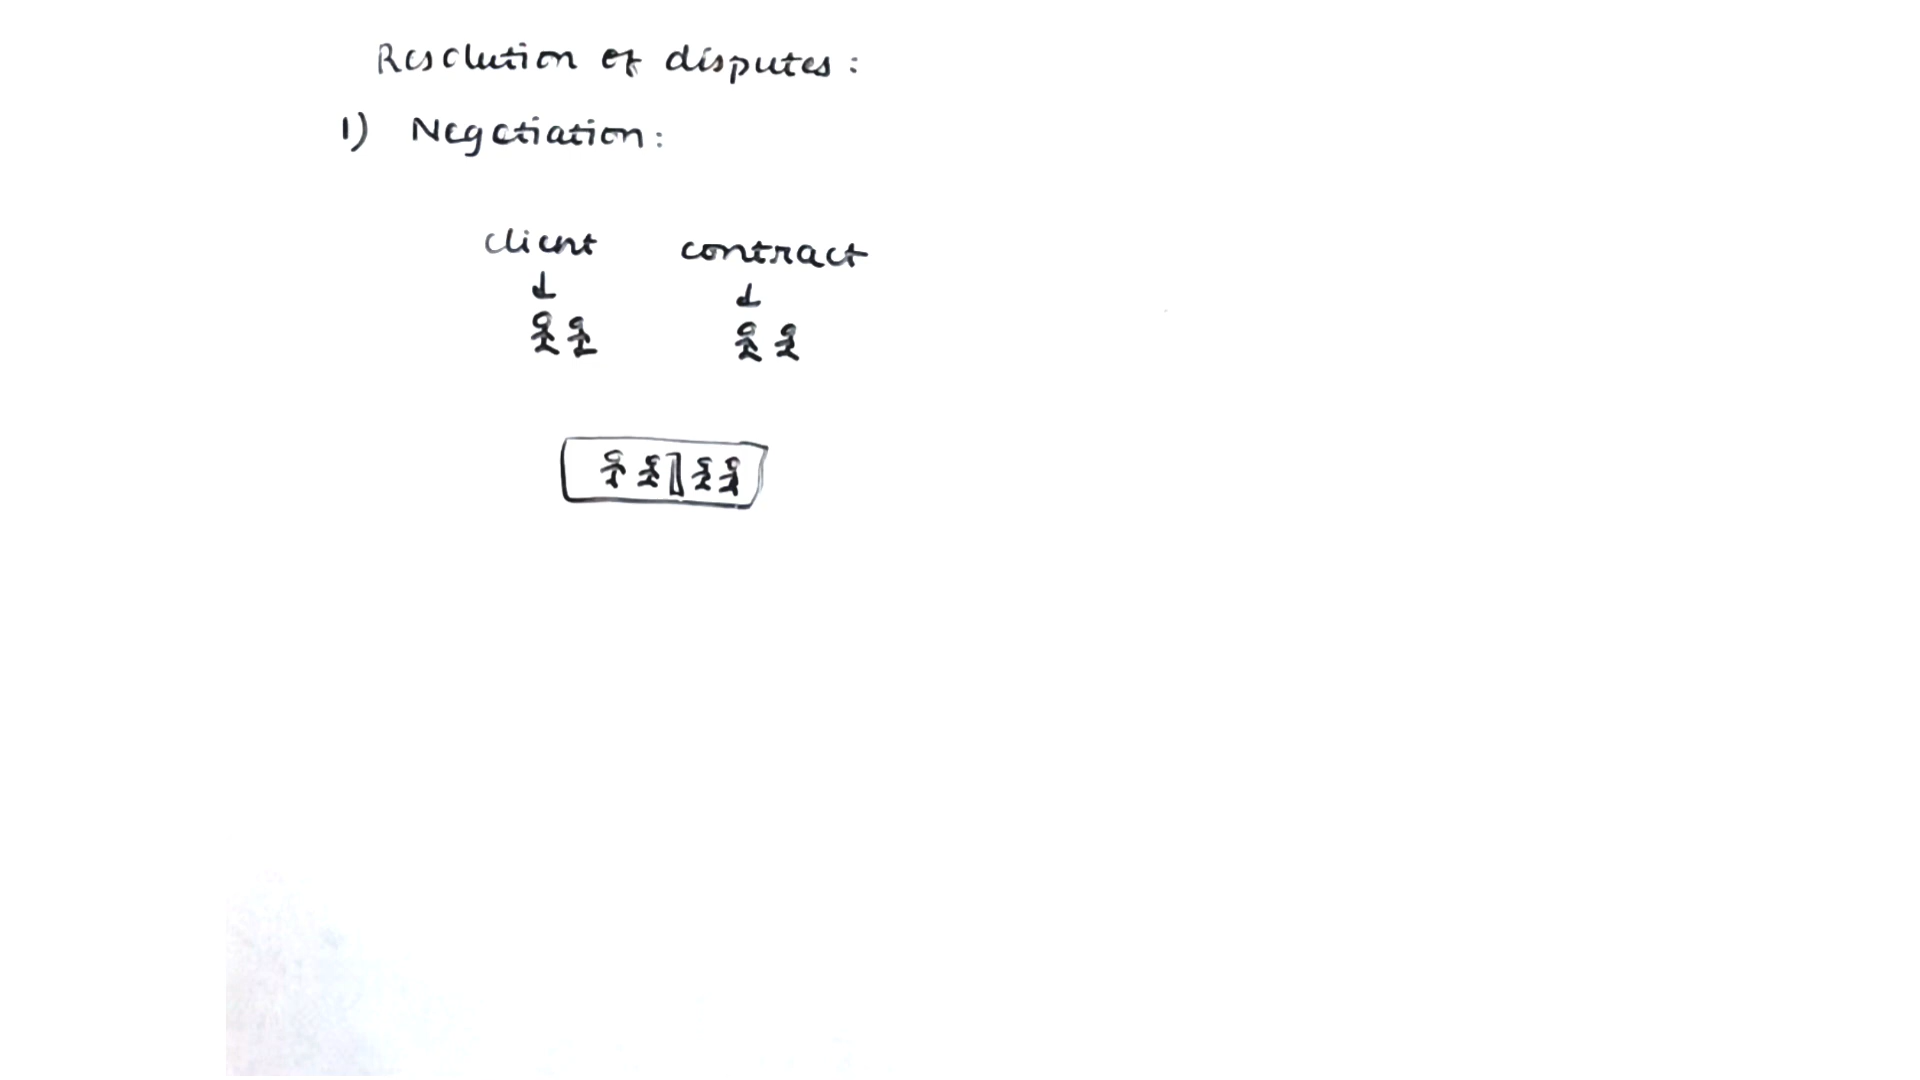 Resolution of disputes:
1) Negotiation:
client contract